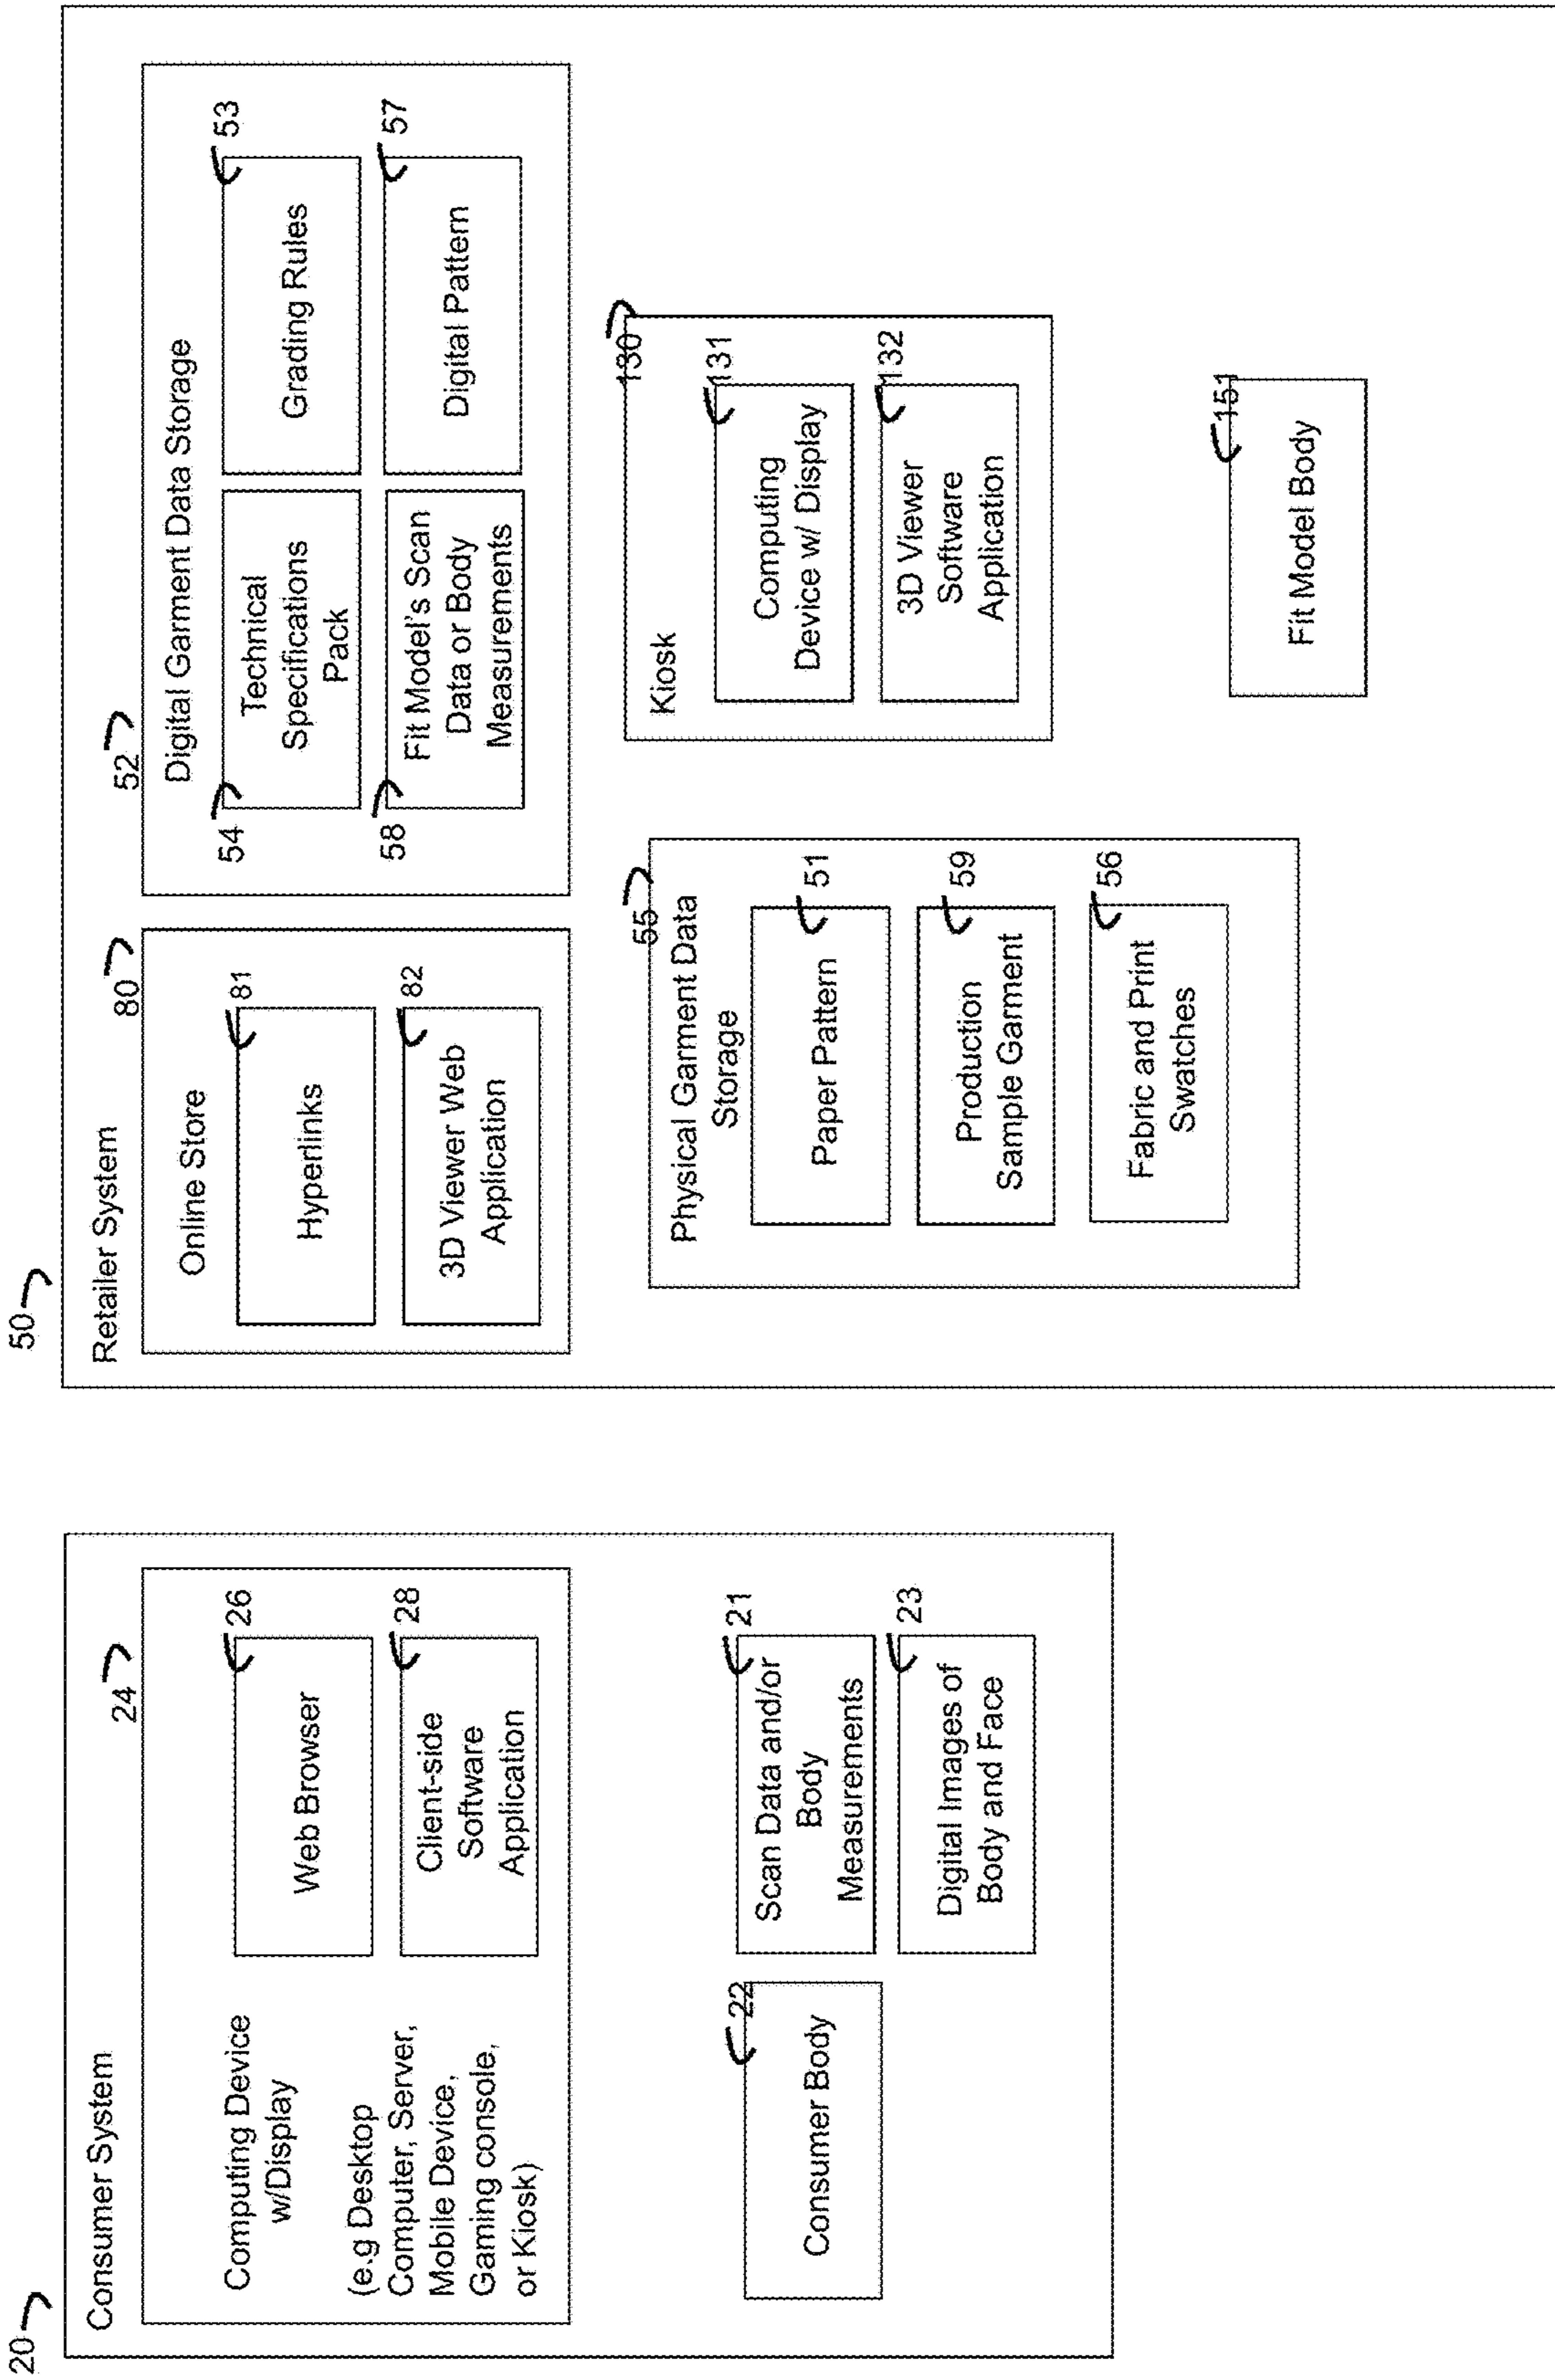 20
Consumer System
24
Computing Device
w/Display
(e.g Desktop
Computer, Server,
Mobile Device,
Gaming console,
or Kiosk)
26
Web Browser
28
Client-side
Software
Application
22
Consumer Body
21
Scan Data and/or
Body
Measurements
23
Digital Images of
Body and Face
50
Retailer System
80
Online Store
81
Hyperlinks
82
3D Viewer Web
Application
52
Digital Garment Data Storage
54
Technical
Specifications
Pack
53
Grading Rules
58
Fit Model's Scan
Data or Body
Measurements
57
Digital Pattern
55
Physical Garment Data
Storage
51
Paper Pattern
59
Production
Sample Garment
56
Fabric and Print
Swatches
130
Kiosk
131
Computing
Device w/ Display
132
3D Viewer
Software
Application
151
Fit Model Body